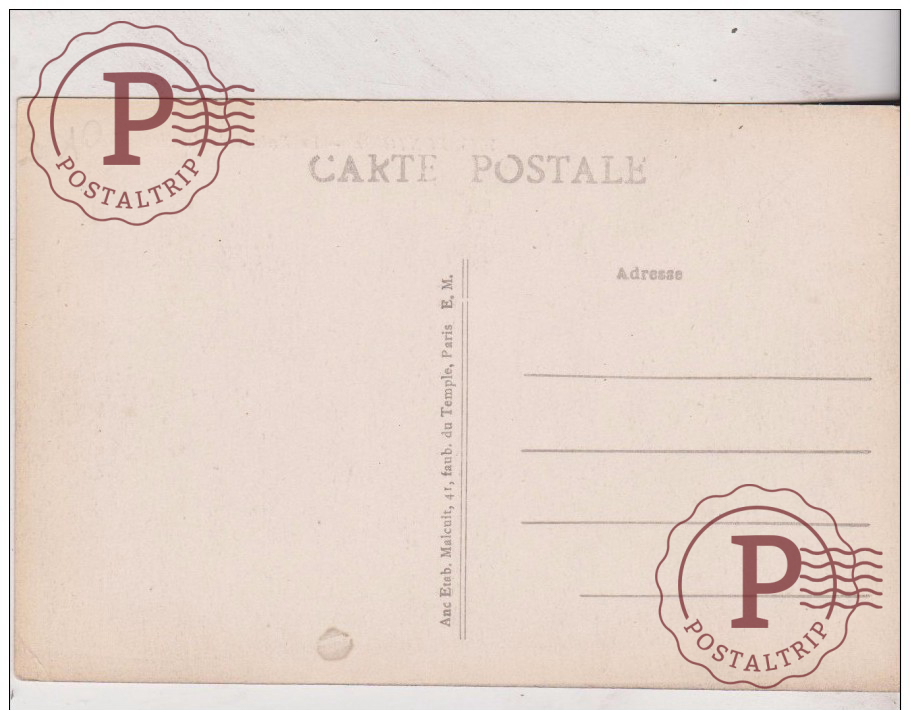 P
POSTALTRIP
CARTE POSTALE
Adresse
Anc Etab. Malcuit, 41, faub. du Temple, Paris E. M.
P
POSTALTRIP